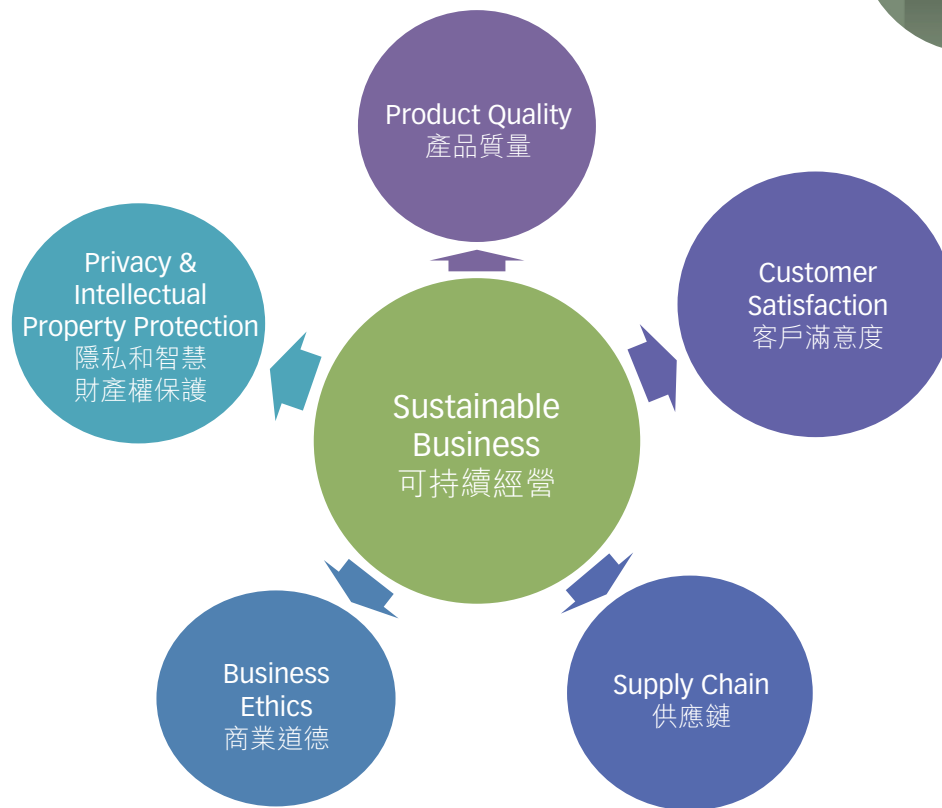 Product Quality
產品質量
Customer
Satisfaction
客戶滿意度
Privacy &
Intellectual
Property Protection
隱私和智慧
財產權保護
Sustainable
Business
可持續經營
Business
Ethics
商業道德
Supply Chain
供應鏈